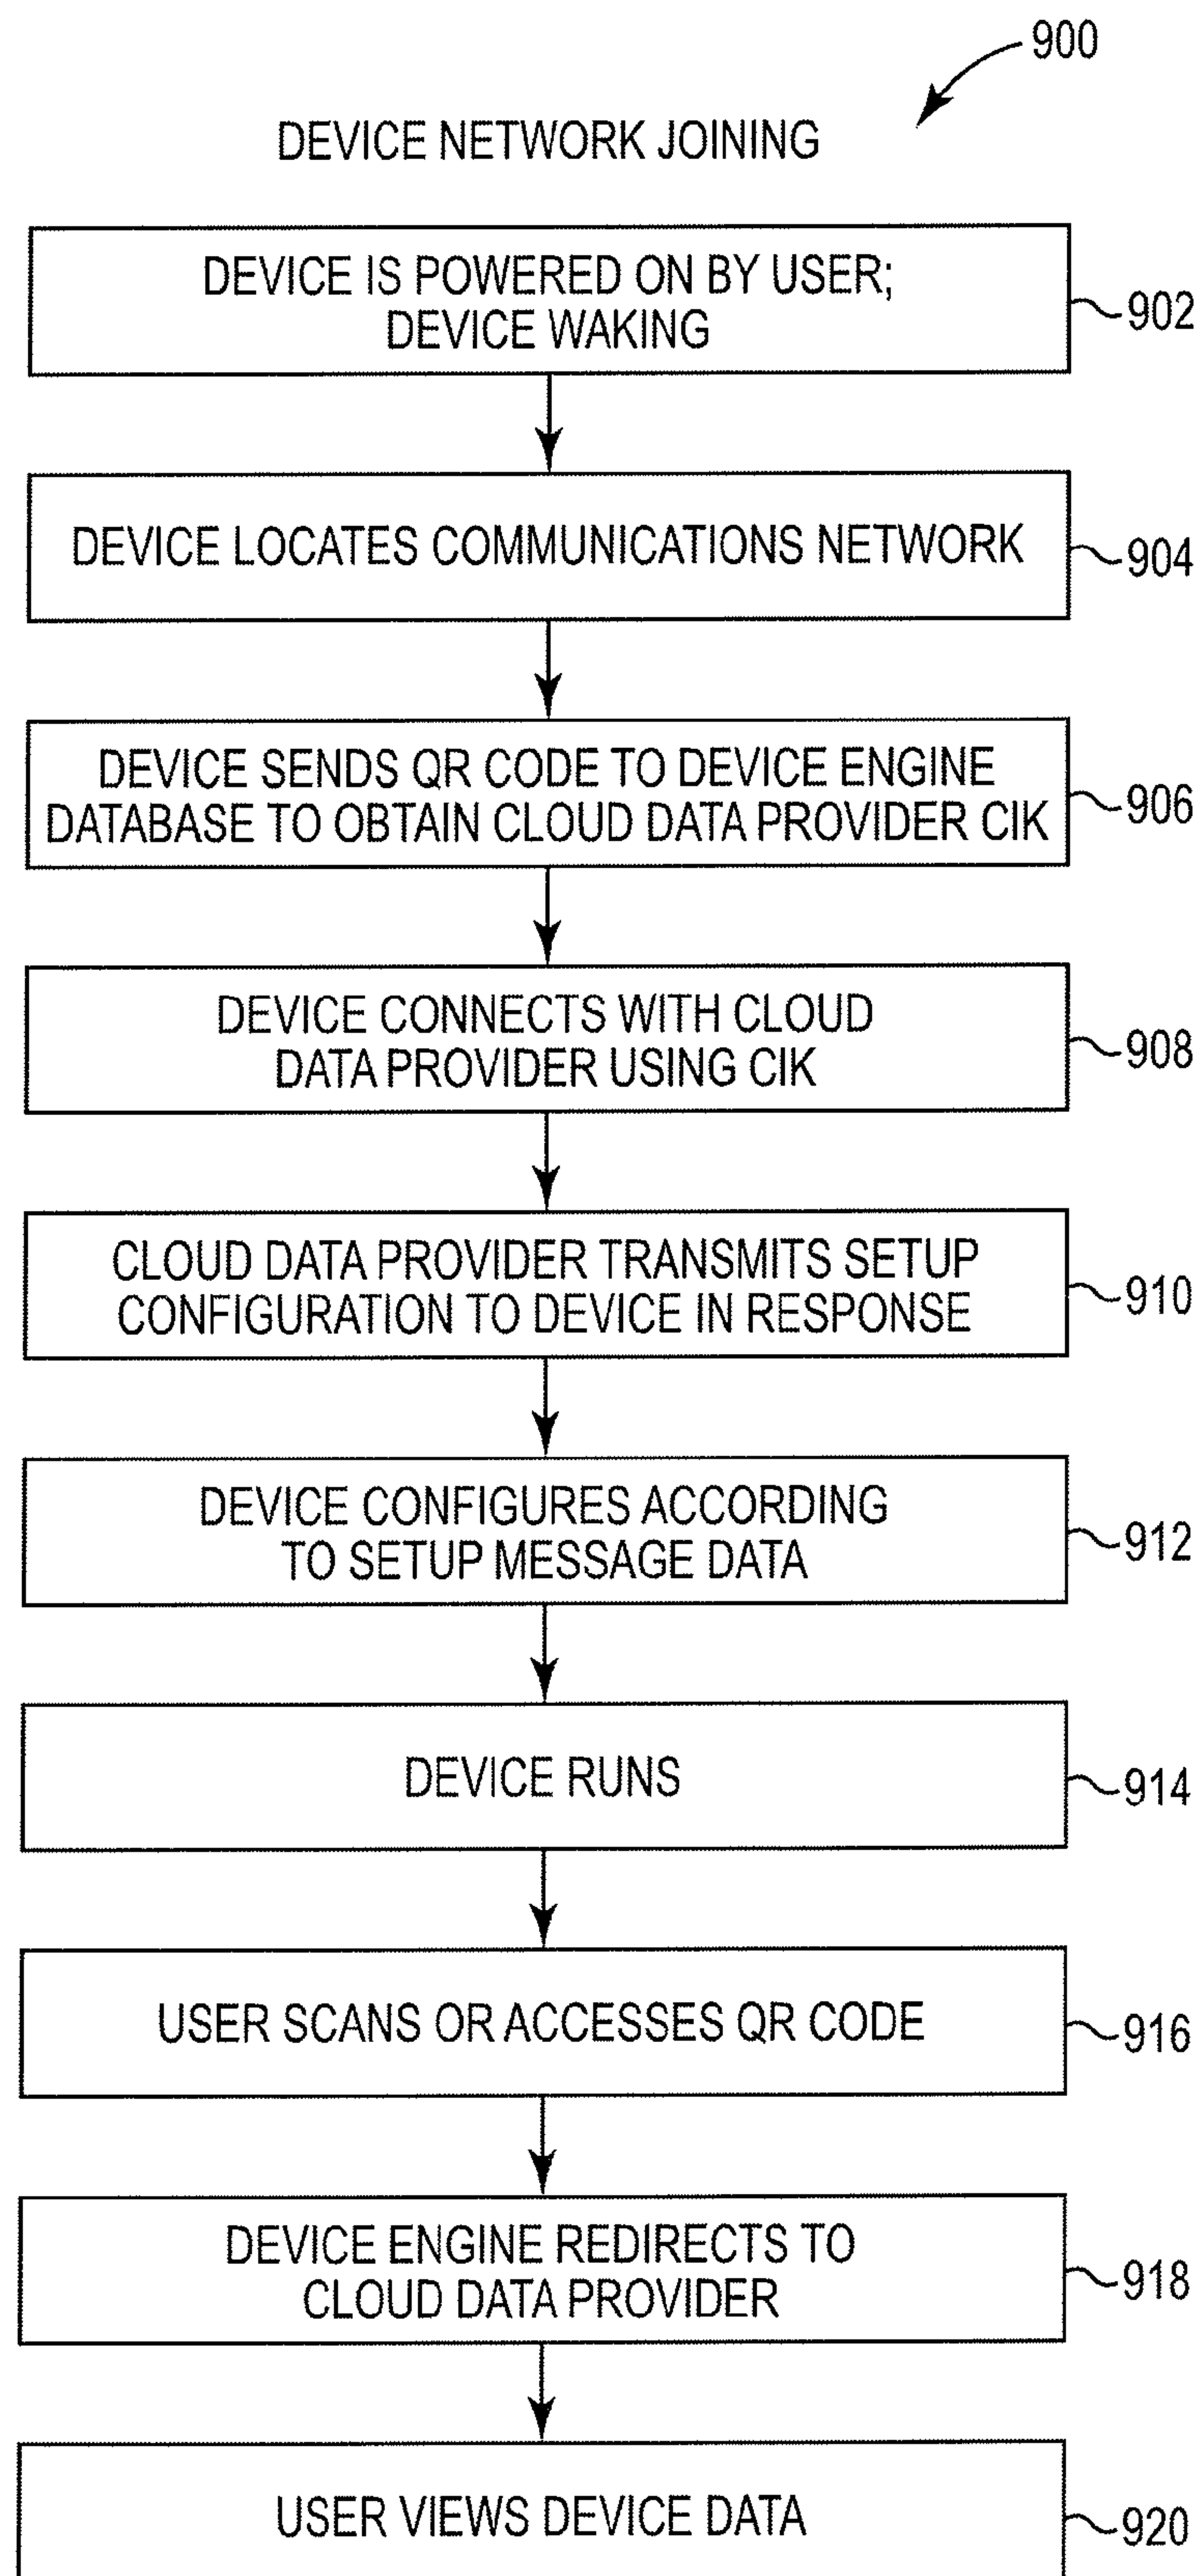 900
DEVICE NETWORK JOINING
DEVICE IS POWERED ON BY USER;
DEVICE WAKING
902
DEVICE LOCATES COMMUNICATIONS NETWORK
904
DEVICE SENDS QR CODE TO DEVICE ENGINE
DATABASE TO OBTAIN CLOUD DATA PROVIDER CIK
906
DEVICE CONNECTS WITH CLOUD
DATA PROVIDER USING CIK
908
CLOUD DATA PROVIDER TRANSMITS SETUP
CONFIGURATION TO DEVICE IN RESPONSE
910
DEVICE CONFIGURES ACCORDING
TO SETUP MESSAGE DATA
912
DEVICE RUNS
914
USER SCANS OR ACCESSES QR CODE
916
DEVICE ENGINE REDIRECTS TO
CLOUD DATA PROVIDER
918
USER VIEWS DEVICE DATA
920